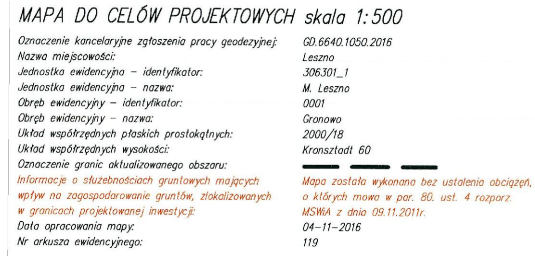 MAPA DO CELÓW PROJEKTOWYCH skala 1:500
Oznaczenie kancelaryjne zgłoszenia pracy geodezyjnej: GD.6640.1050.2016
Nazwa miejscowości: Leszno
Jednostka ewidencyjna – identyfikator: 306301_1
Jednostka ewidencyjna – nazwa: M. Leszno
Obręb ewidencyjny – identyfikator: 0001
Obręb ewidencyjny – nazwa: Gronowo
Układ współrzędnych płaskich prostokątnych: 2000/18
Układ współrzędnych wysokości: Kronsztadt 60
Oznaczenie granic aktualizowanego obszaru:
Informacje o służebnościach gruntowych mających Mapa została wykonana bez ustalenia obciążeń,
wpływ na zagospodarowanie gruntów, zlokalizowanych o których mowa w par. 80. ust. 4 rozporz.
w granicach projektowanej inwestycji: MSWiA z dnia 09.11.2011r.
Data opracowania mapy: 04-11-2016
Nr arkusza ewidencyjnego: 119